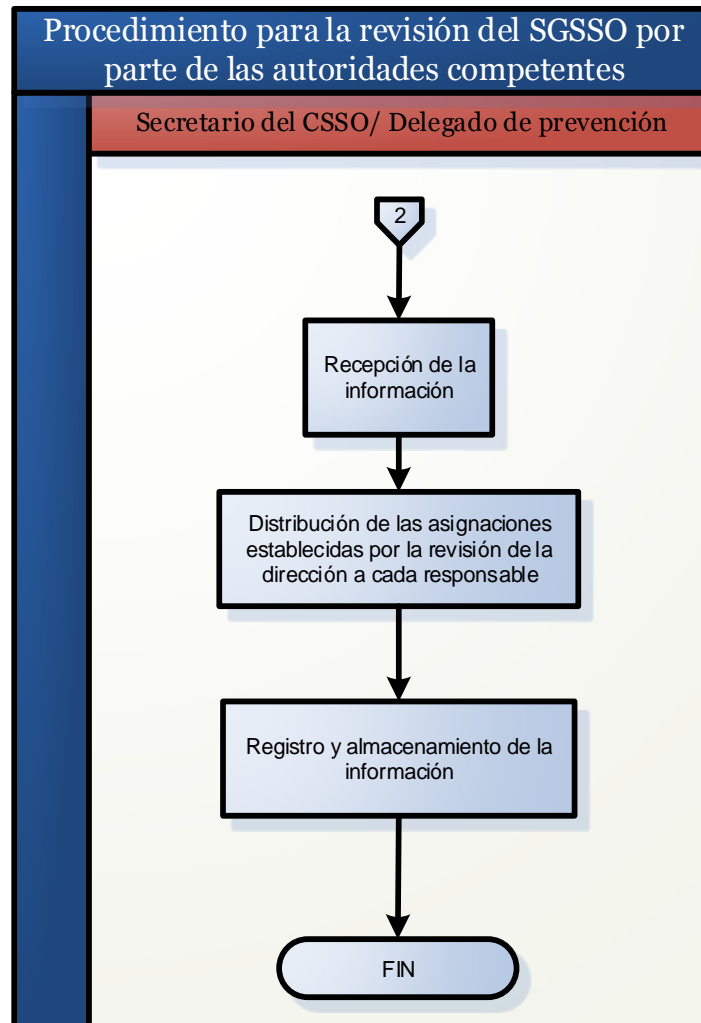 Procedimiento para la revisión del SGSSO por
parte de las autoridades competentes
Secretario del CSSO/ Delegado de prevención
2
Recepción de la
información
Distribución de las asignaciones
establecidas por la revisión de la
dirección a cada responsable
Registro y almacenamiento de la
información
FIN